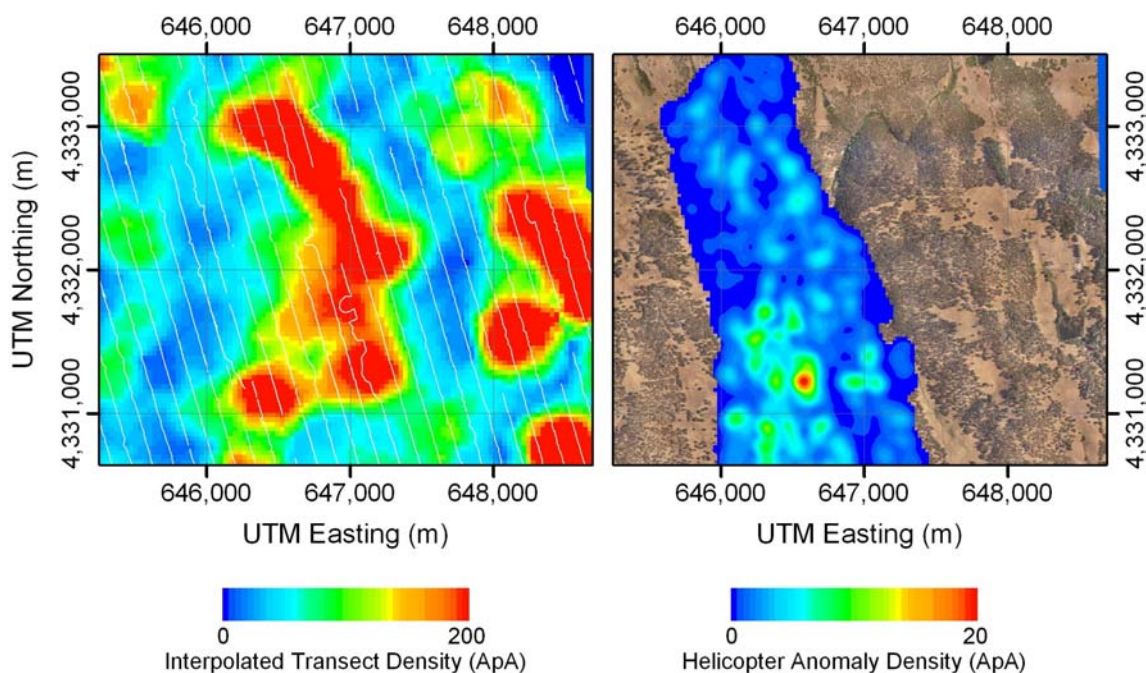 646,000 647,000 648,000
646,000 647,000 648,000
UTM Northing (m)
4,333,000
4,332,000
4,331,000
4,333,000
4,332,000
4,331,000
646,000 647,000 648,000
646,000 647,000 648,000
UTM Easting (m)
UTM Easting (m)
0 200
Interpolated Transect Density (ApA)
0 20
Helicopter Anomaly Density (ApA)